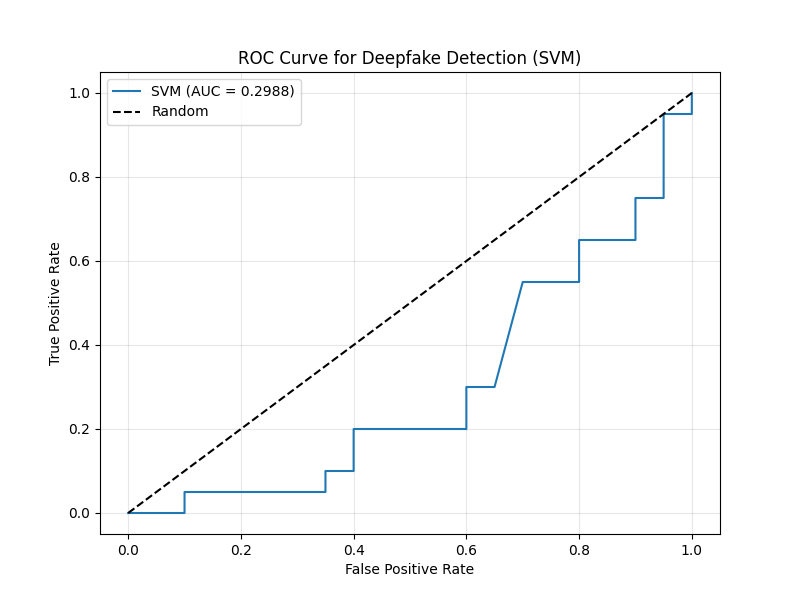 ROC Curve for Deepfake Detection (SVM)
SVM (AUC = 0.2988)
Random
1.0
0.8
0.6
0.4
0.2
0.0
True Positive Rate
0.0 0.2 0.4 0.6 0.8 1.0
False Positive Rate